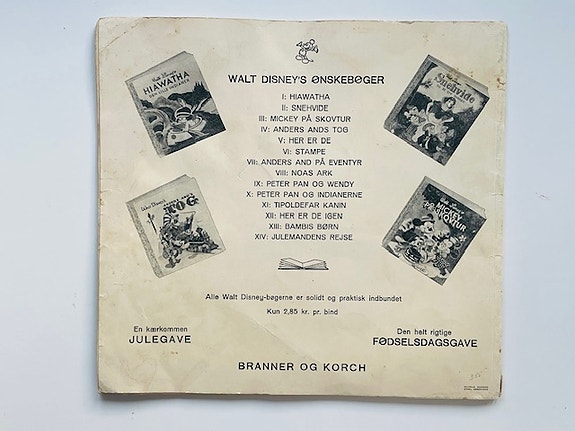 WALT DISNEY'S ØNSKEBØGER
I: HIAWATHA
II: SNEHVIDE
III: MICKEY PÅ SKOVTUR
IV: ANDERS ANDS TOG
V: HER ER DE
VI: STAMPE
VII: ANDERS AND PÅ EVENTYR
VIII: NOAS ARK
IX: PETER PAN OG WENDY
X: PETER PAN OG INDIANERNE
XI: TIPOLDEFAR KANIN
XII: HER ER DE IGEN
XIII: BAMBIS BØRN
XIV: JULEMANDENS REJSE
HIAWATHA
Snehvide
TOG
MICKEY
PÅ SKOVTUR
Alle Walt Disney-bøgerne er solidt og praktisk indbundet
Kun 2,85 kr. pr. bind
En kærkommen
JULEGAVE
Den helt rigtige
FØDSELSDAGSGAVE
BRANNER OG KORCH